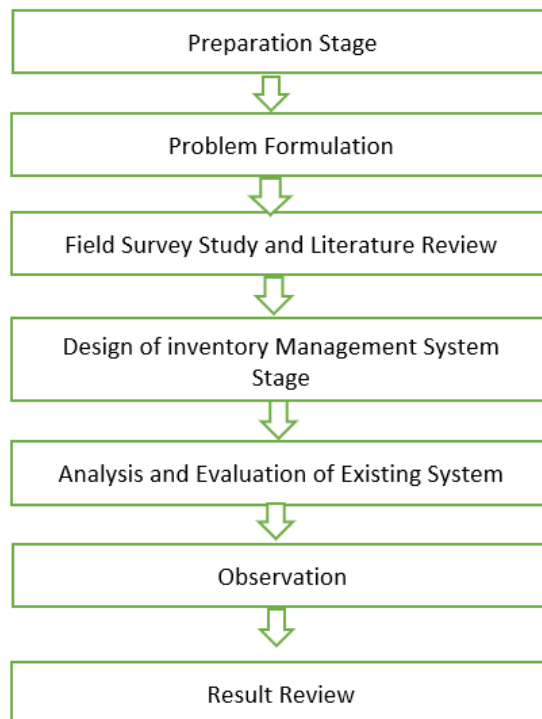 Preparation Stage
Problem Formulation
Field Survey Study and Literature Review
Design of inventory Management System
Stage
Analysis and Evaluation of Existing System
Observation
Result Review